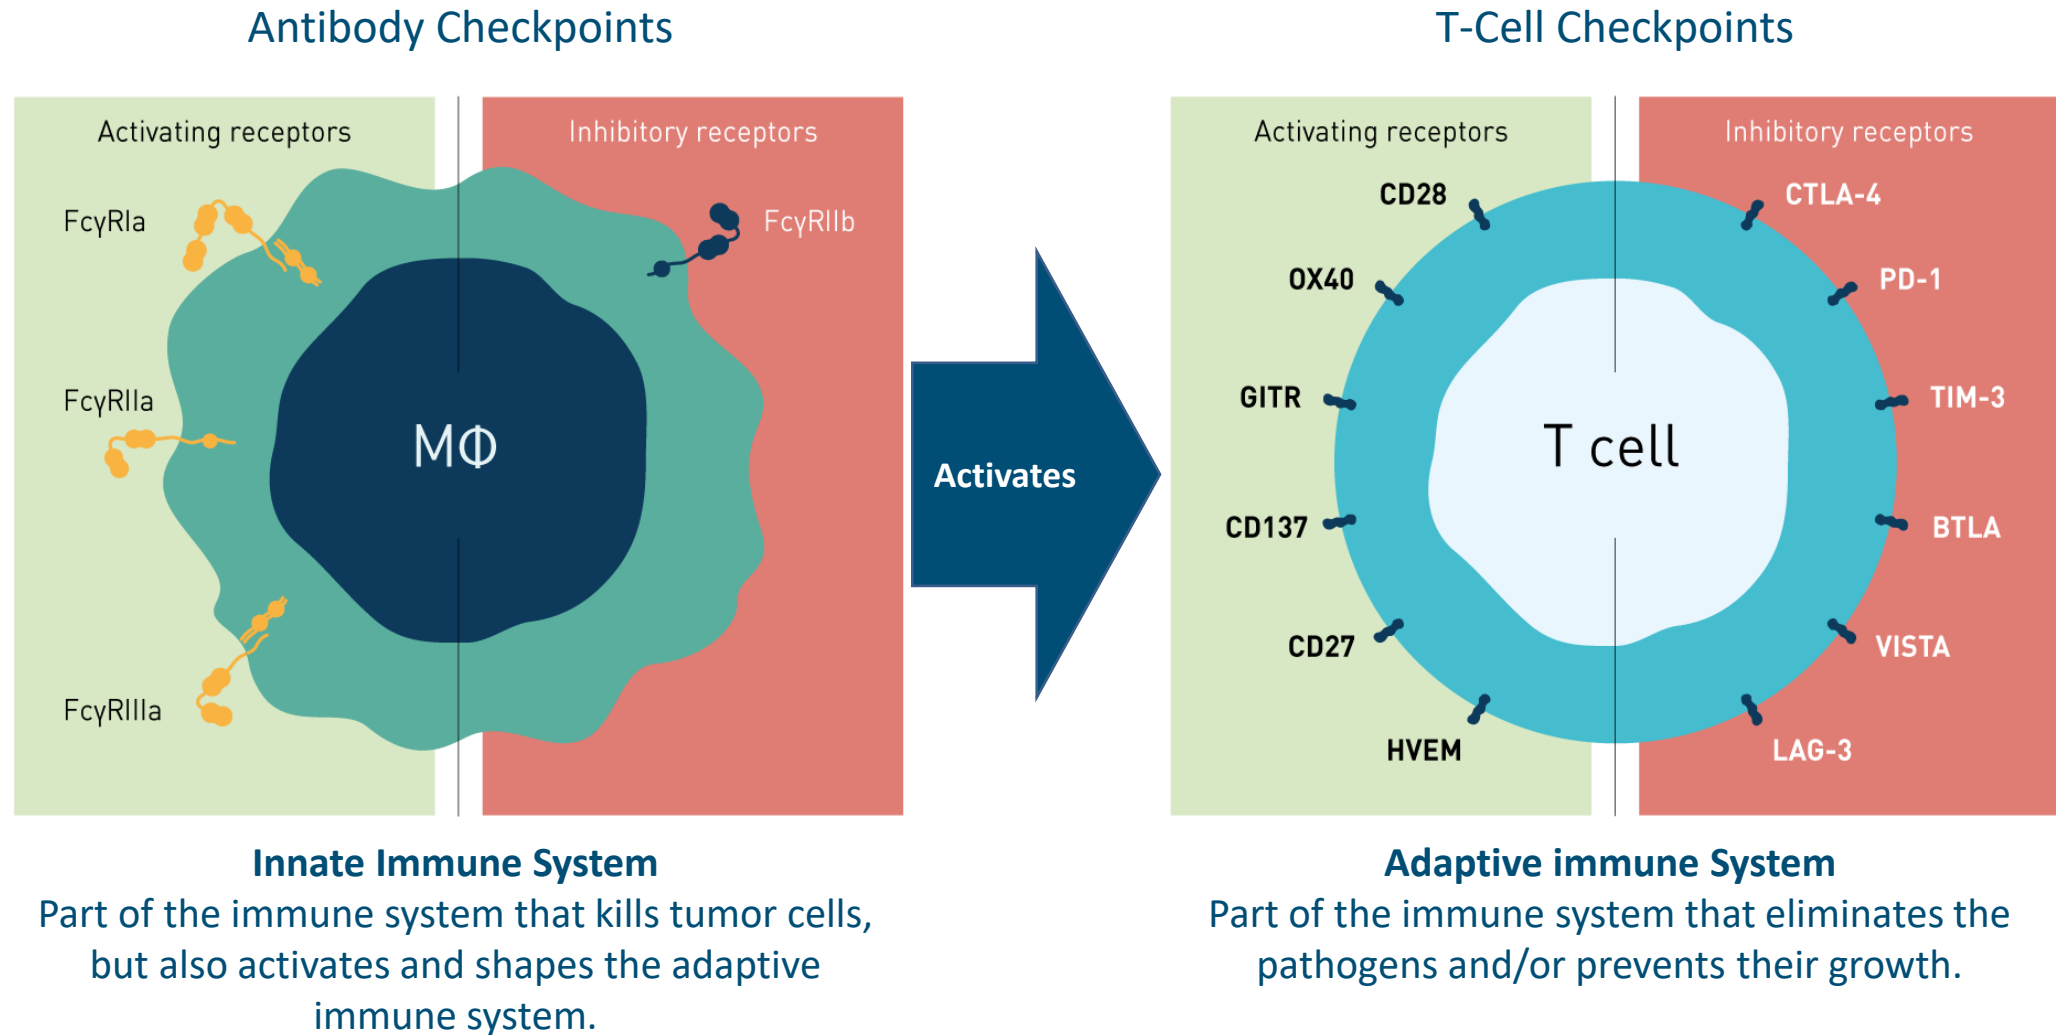 Antibody Checkpoints
Activating receptors
Inhibitory receptors
FcγRIa
FcγRIIb
FcγRIIa
MΦ
FcγRIIIa
Innate Immune System
Part of the immune system that kills tumor cells,
but also activates and shapes the adaptive
immune system.
Activates
T-Cell Checkpoints
Activating receptors
Inhibitory receptors
CD28
CTLA-4
OX40
PD-1
GITR
TIM-3
T cell
CD137
BTLA
CD27
VISTA
HVEM
LAG-3
Adaptive immune System
Part of the immune system that eliminates the
pathogens and/or prevents their growth.